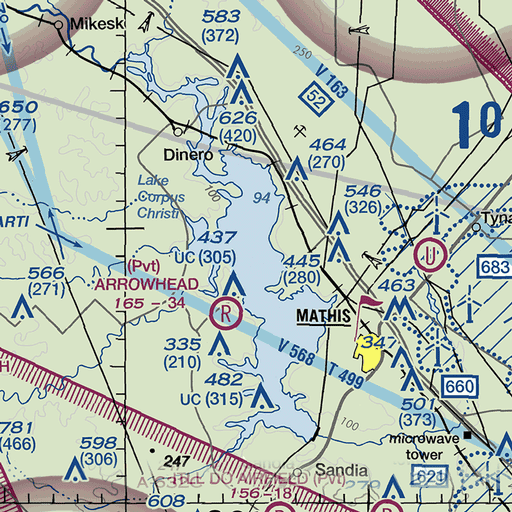 583
(372)
Mikesk
250
V 163
52
650
(277)
626
(420)
10
464
(270)
Dinero
Lake
Corpus
Christi
100
94
546
(326)
ARTI
Tyna
(Pvt)
437
UC (305)
445
(280)
U
683
566
(271)
ARROWHEAD
165 - 34
R
463
MATHIS
335
(210)
347
V 568
T 499
H
482
UC (315)
660
501
(373)
781
(466)
598
(306)
100
microwave
tower
247
Sandia
621
608
156-18